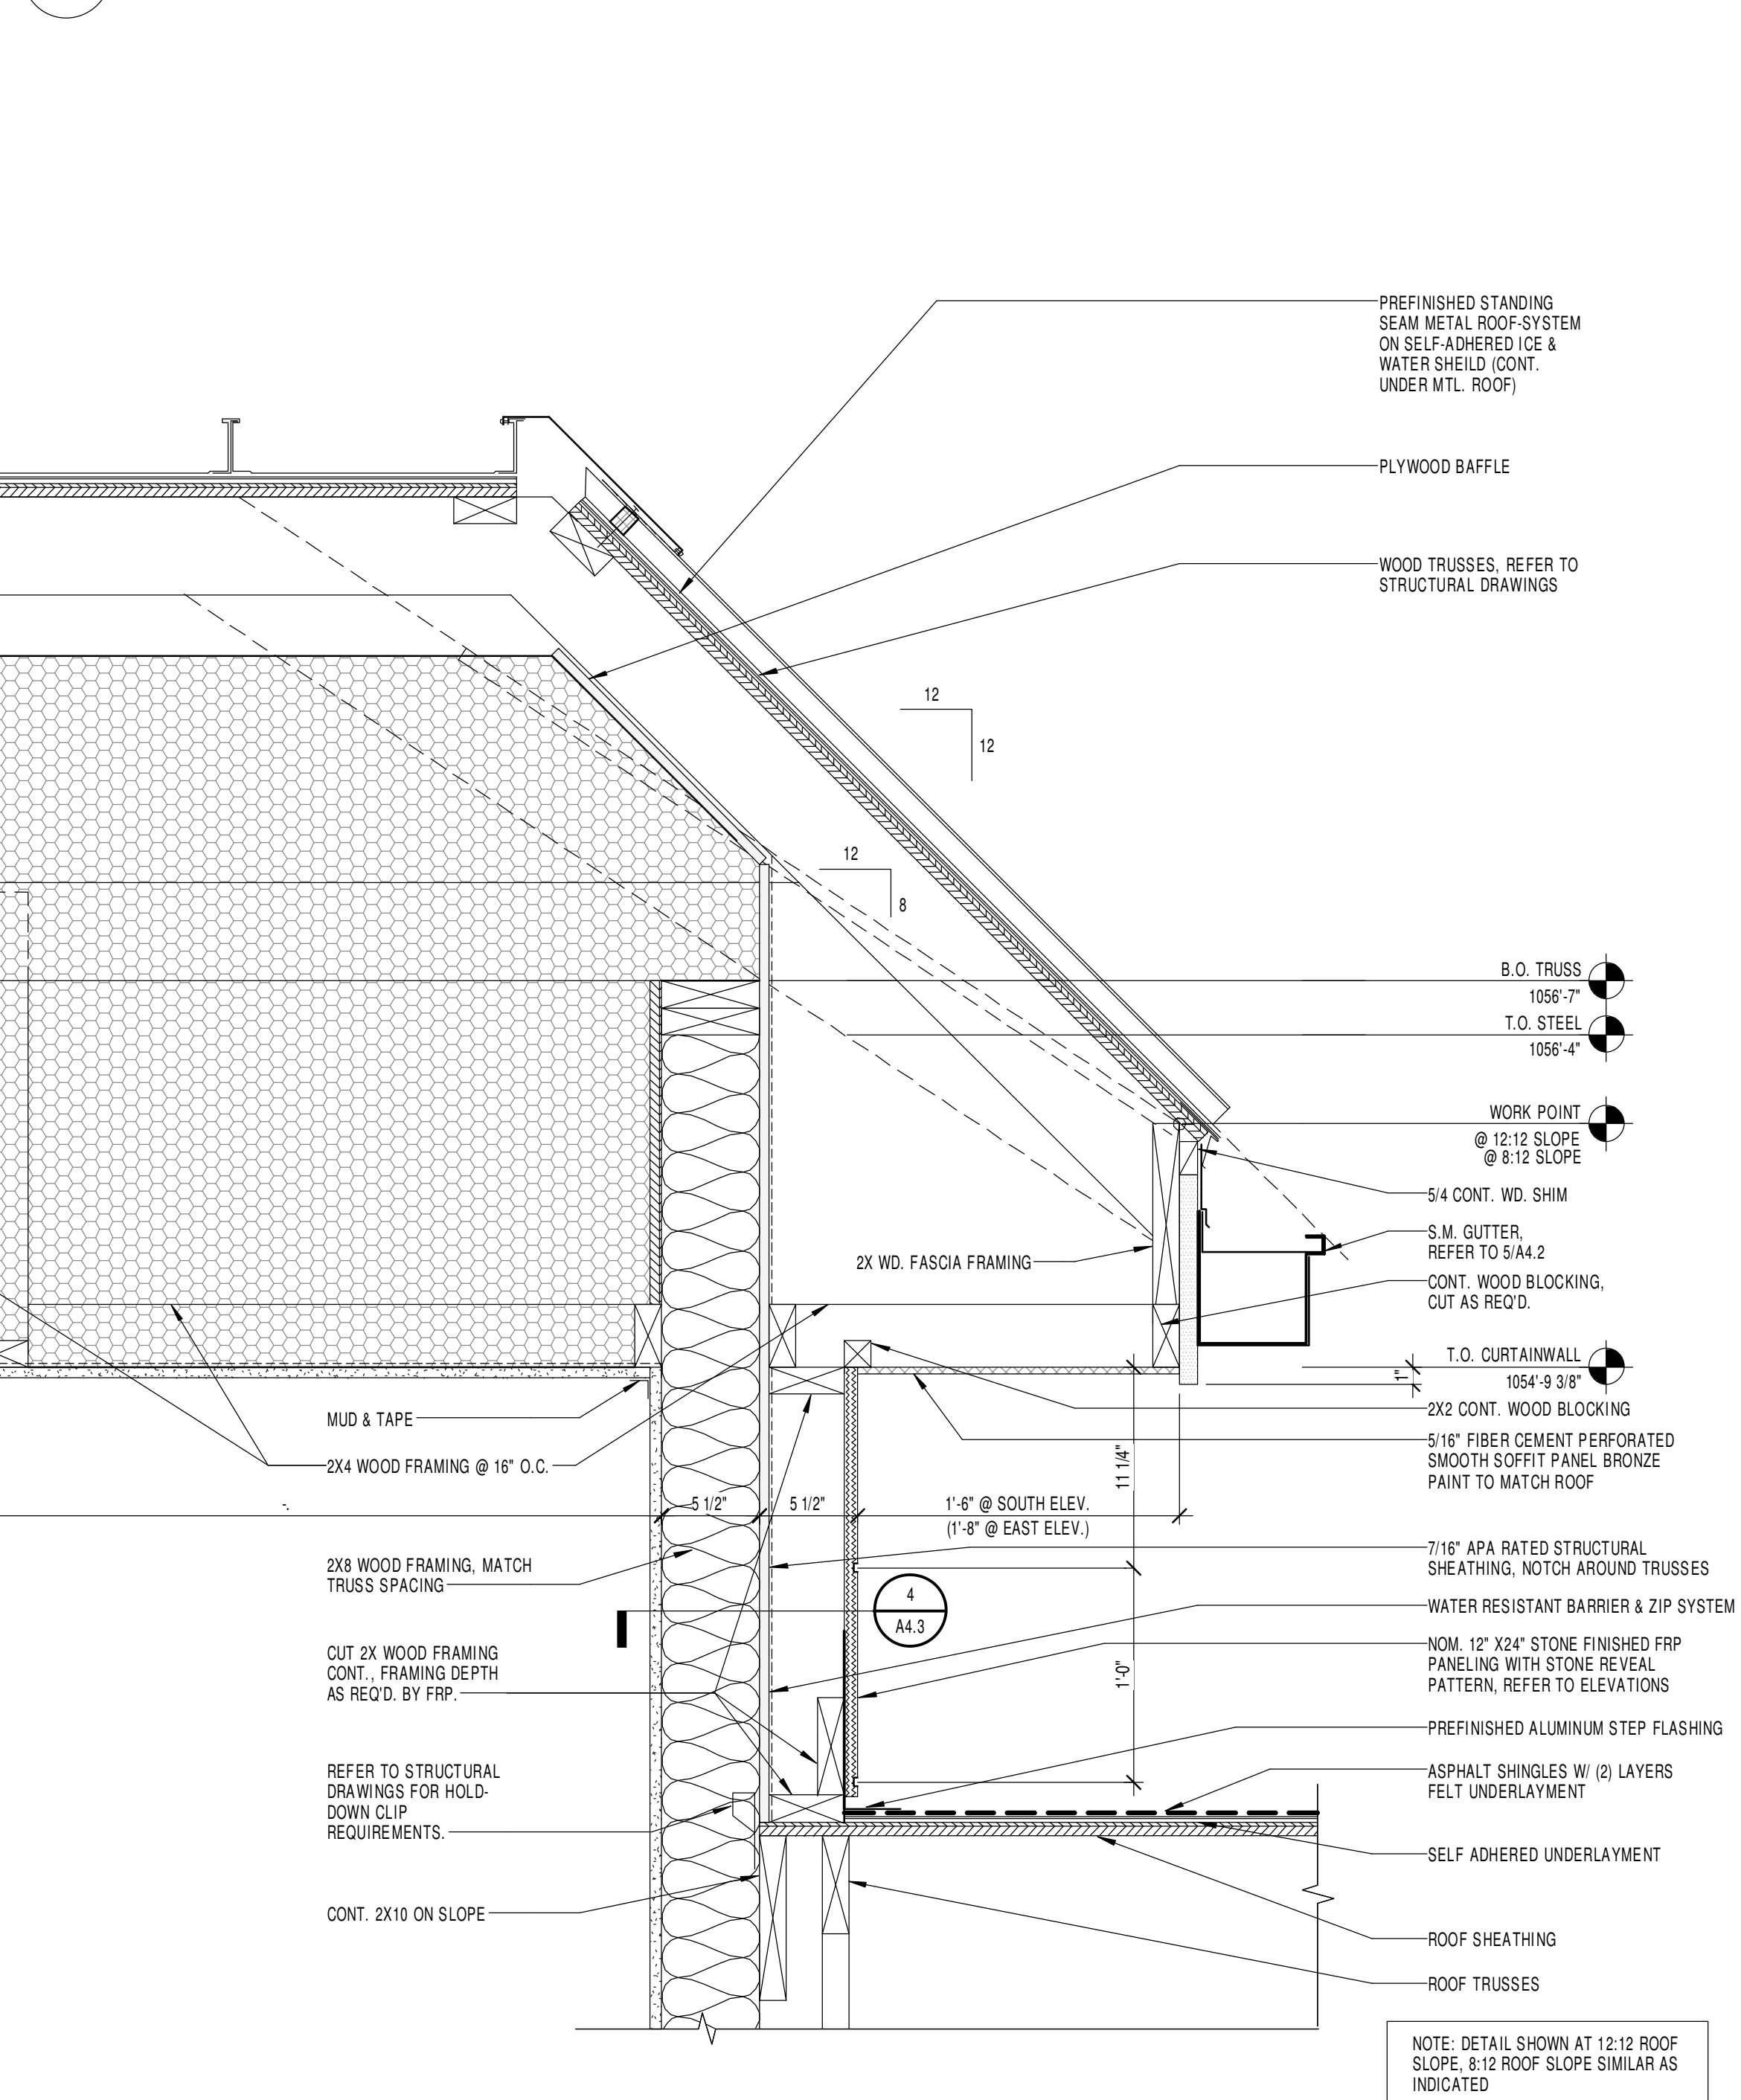 PREFINISHED STANDING
SEAM METAL ROOF-SYSTEM
ON SELF-ADHERED ICE &
WATER SHEILD (CONT.
UNDER MTL. ROOF)
PLYWOOD BAFFLE
WOOD TRUSSES, REFER TO
STRUCTURAL DRAWINGS
12
12
12
8
B.O. TRUSS
1056'-7"
T.O. STEEL
1056'-4"
WORK POINT
@ 12:12 SLOPE
@ 8:12 SLOPE
5/4 CONT. WD. SHIM
S.M. GUTTER,
REFER TO 5/A4.2
2X WD. FASCIA FRAMING
CONT. WOOD BLOCKING,
CUT AS REQ'D.
T.O. CURTAINWALL
1054'-9 3/8"
1"
MUD & TAPE
2X2 CONT. WOOD BLOCKING
5/16" FIBER CEMENT PERFORATED
SMOOTH SOFFIT PANEL BRONZE
PAINT TO MATCH ROOF
2X4 WOOD FRAMING @ 16" O.C.
11 1/4"
-.
5 1/2"
5 1/2"
1'-6" @ SOUTH ELEV.
(1'-8" @ EAST ELEV.)
2X8 WOOD FRAMING, MATCH
TRUSS SPACING
7/16" APA RATED STRUCTURAL
SHEATHING, NOTCH AROUND TRUSSES
4
A4.3
WATER RESISTANT BARRIER & ZIP SYSTEM
CUT 2X WOOD FRAMING
CONT., FRAMING DEPTH
AS REQ'D. BY FRP.
NOM. 12" X24" STONE FINISHED FRP
PANELING WITH STONE REVEAL
PATTERN, REFER TO ELEVATIONS
1'-0"
PREFINISHED ALUMINUM STEP FLASHING
REFER TO STRUCTURAL
DRAWINGS FOR HOLD-
DOWN CLIP
REQUIREMENTS.
ASPHALT SHINGLES W/ (2) LAYERS
FELT UNDERLAYMENT
SELF ADHERED UNDERLAYMENT
CONT. 2X10 ON SLOPE
ROOF SHEATHING
ROOF TRUSSES
NOTE: DETAIL SHOWN AT 12:12 ROOF
SLOPE, 8:12 ROOF SLOPE SIMILAR AS
INDICATED